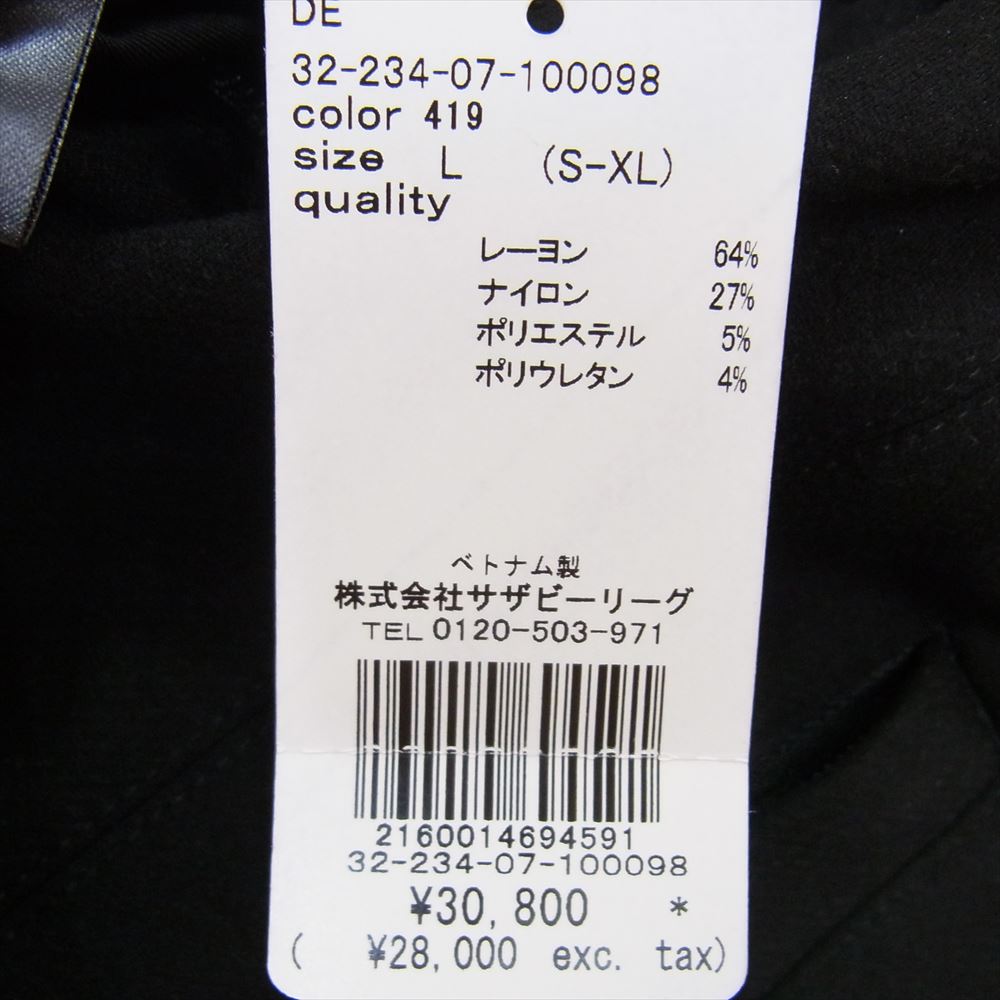 DE
32-234-07-100098
color 419
size L (S-XL)
quality
レーヨン 64%
ナイロン 27%
ポリエステル 5%
ポリウレタン 4%
ベトナム製
株式会社サザビーリーグ
TEL 0120-503-971
2160014694591
32-234-07-100098
¥30,800 *
( ¥28,000 exc. tax)